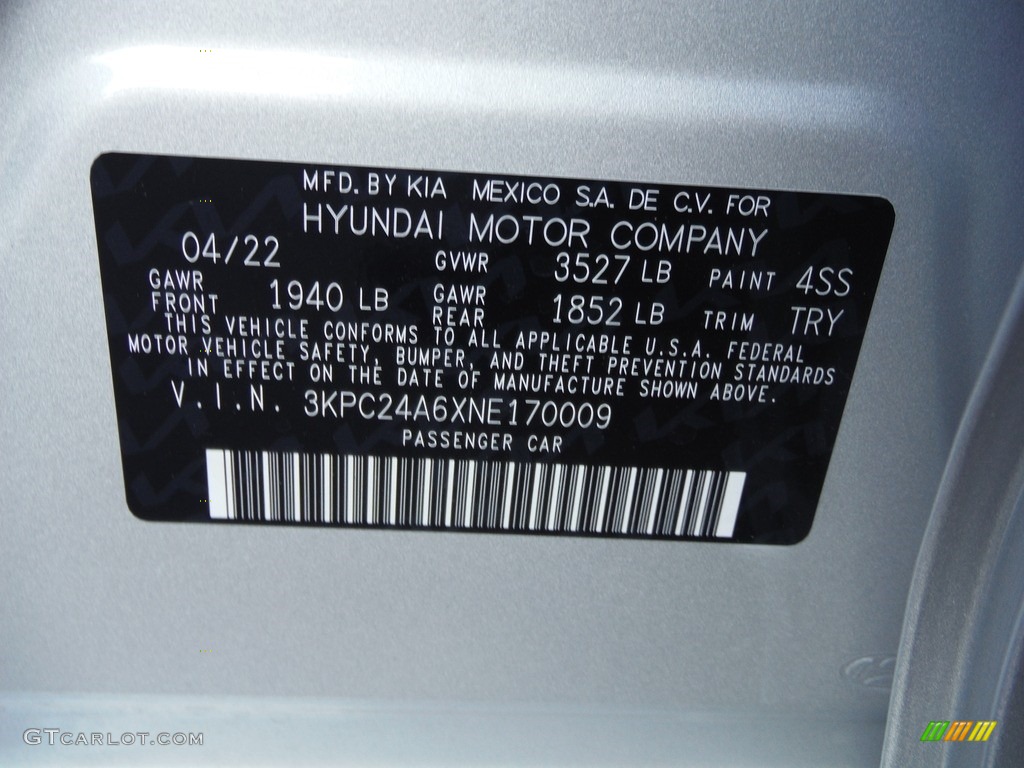 MFD. BY KIA MEXICO S.A. DE C.V. FOR
HYUNDAI MOTOR COMPANY
04/22 GVWR 3527 LB PAINT 4SS
GAWR FRONT 1940 LB GAWR REAR 1852 LB TRIM TRY
THIS VEHICLE CONFORMS TO ALL APPLICABLE U.S.A. FEDERAL
MOTOR VEHICLE SAFETY, BUMPER, AND THEFT PREVENTION STANDARDS
IN EFFECT ON THE DATE OF MANUFACTURE SHOWN ABOVE.
V.I.N. 3KPC24A6XNE170009
PASSENGER CAR
GTCARLOT.COM